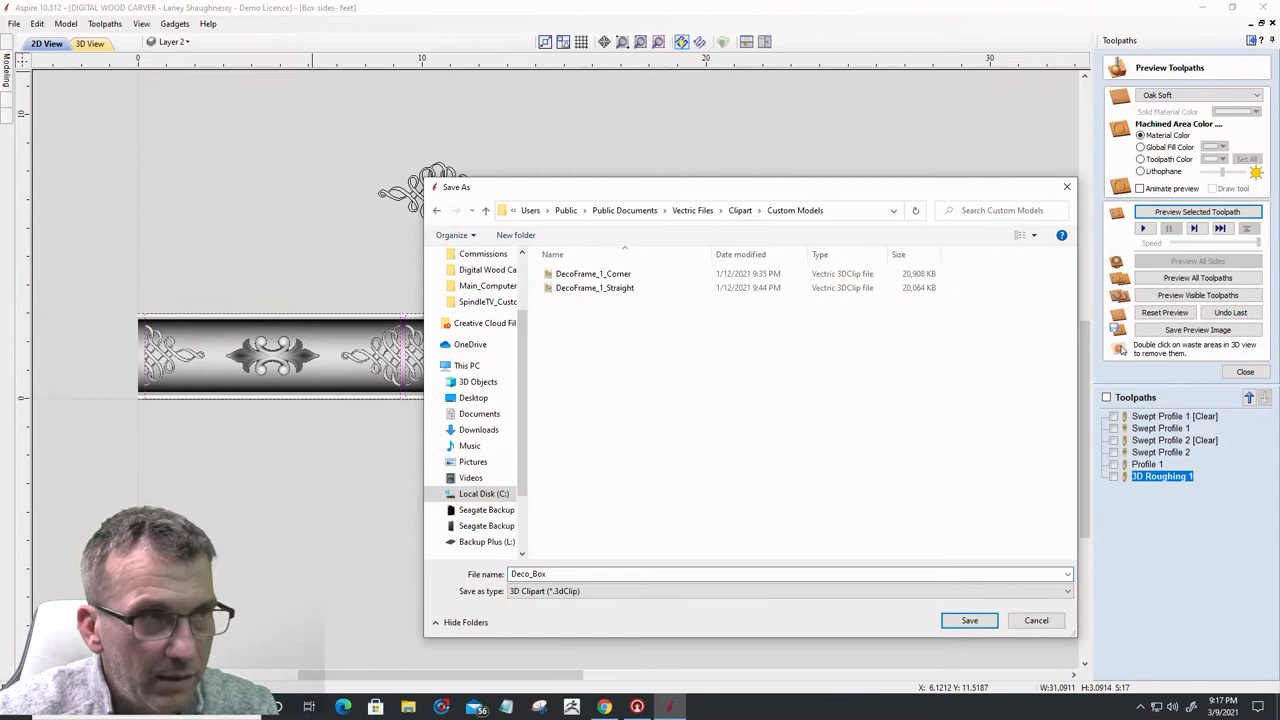 Aspire 10.512 - {DIGITAL WOOD CARVER - Laney Shaughnessy - Demo Licence} - [Box sides- feet]
File Edit Model Toolpaths View Gadgets Help
2D View 3D View Layer 2
Modeling
0 10 20 30
10
0
Save As
« Users > Public > Public Documents > Vectric Files > Clipart > Custom Models
Search Custom Models
Organize New folder
Commissions
Digital Wood Ca
Main_Computer
SpindleTV_Custo
Creative Cloud Fil
OneDrive
This PC
3D Objects
Desktop
Documents
Downloads
Music
Pictures
Videos
Local Disk (C:)
Seagate Backup
Seagate Backup
Backup Plus (L:)
Name Date modified Type Size
DecoFrame_1_Corner 1/12/2021 9:35 PM Vectric 3DClip file 20,908 KB
DecoFrame_1_Straight 1/12/2021 9:44 PM Vectric 3DClip file 20,064 KB
File name: Deco_Box
Save as type: 3D Clipart (*.3dClip)
Hide Folders
Save Cancel
Toolpaths
Preview Toolpaths
Oak Soft
Solid Material Color
Machined Area Color ....
Material Color
Global Fill Color
Toolpath Color Set All
Lithophane
Animate preview Draw tool
Preview Selected Toolpath
Speed
Preview All Sides
Preview All Toolpaths
Preview Visible Toolpaths
Reset Preview Undo Last
Save Preview Image
Double click on waste areas in 3D view
to remove them.
Close
Toolpaths
Swept Profile 1 [Clear]
Swept Profile 1
Swept Profile 2 [Clear]
Swept Profile 2
Profile 1
3D Roughing 1
X: 6.1212 Y: 11.5187 W:31.0911 H:3.0914 S:17
56
9:17 PM
3/9/2021